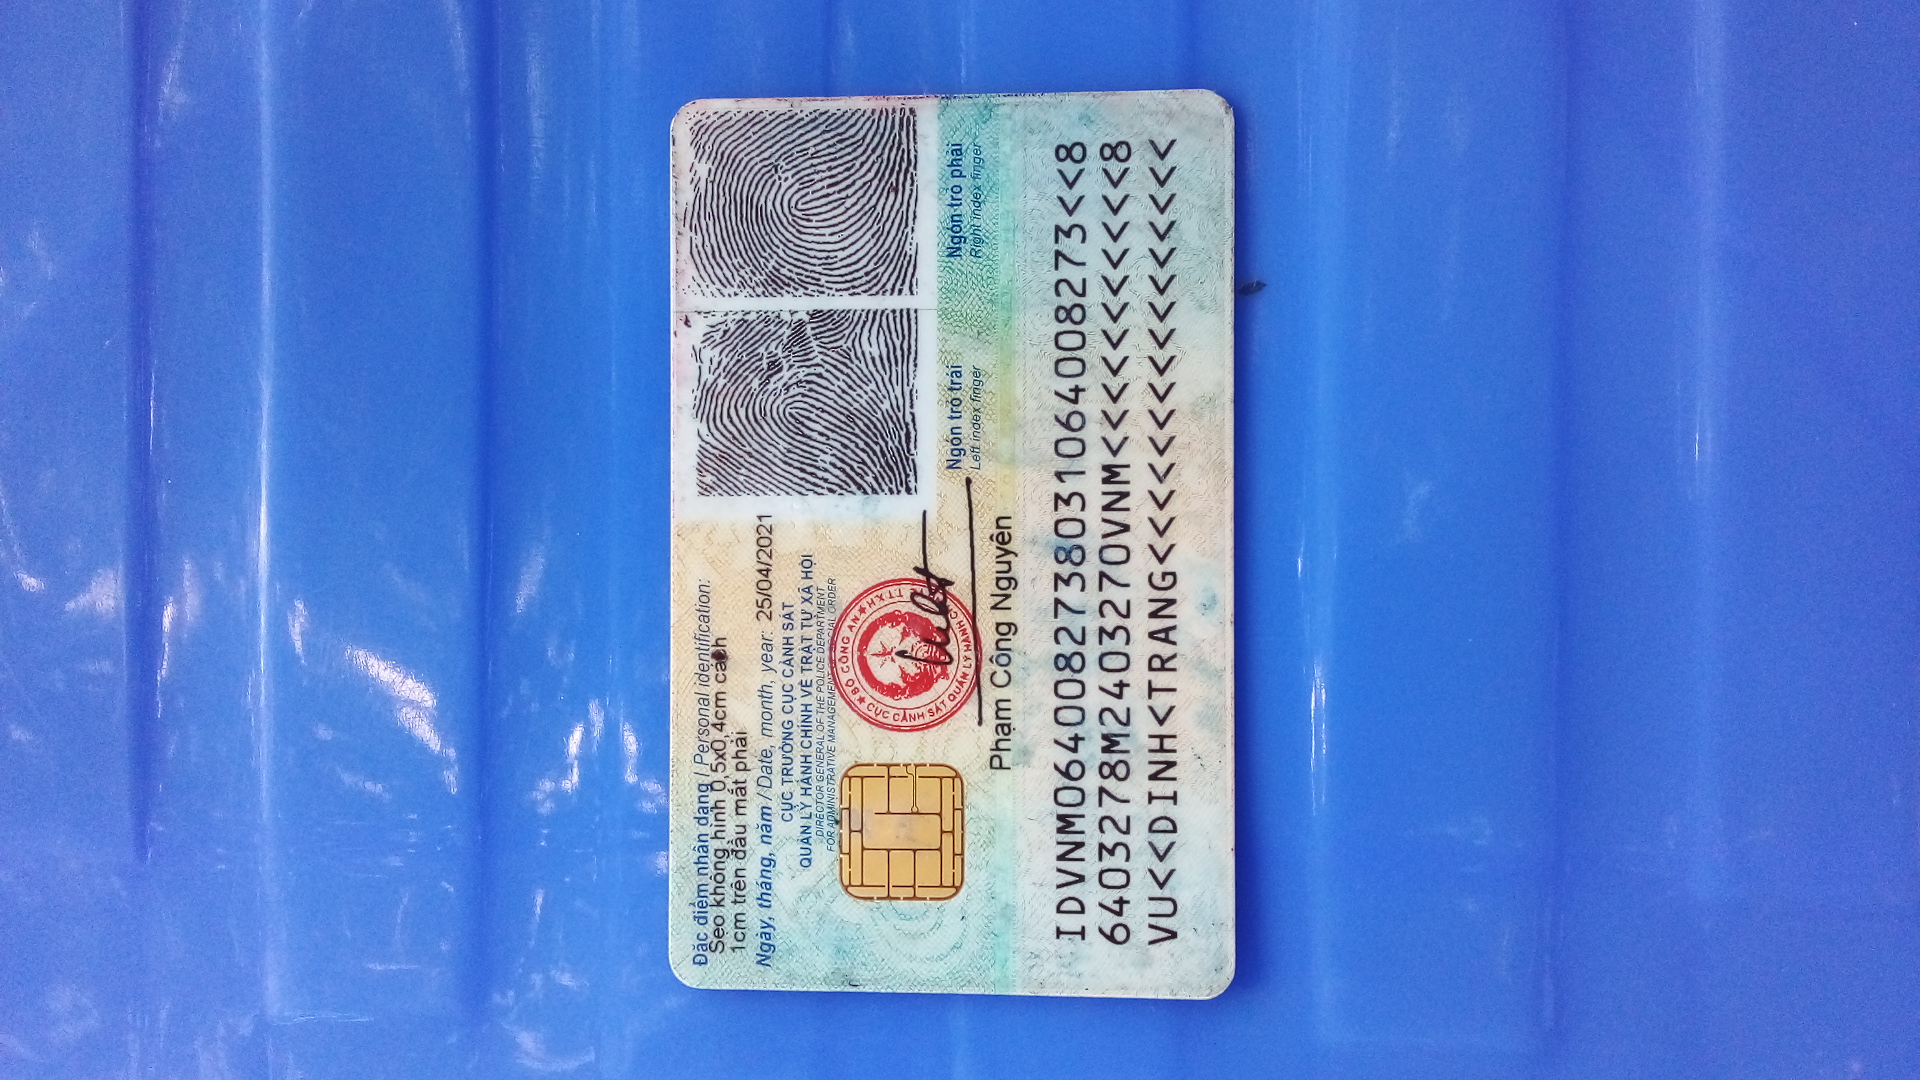 Đặc điểm nhân dạng / Personal identification:
Sẹo không hình 0,5x0,4cm cách
1cm trên đầu mắt phải
Ngày, tháng, năm / Date, month, year: 25/04/2021
CỤC TRƯỞNG CỤC CẢNH SÁT
QUẢN LÝ HÀNH CHÍNH VỀ TRẬT TỰ XÃ HỘI
DIRECTOR GENERAL OF THE POLICE DEPARTMENT
FOR ADMINISTRATIVE MANAGEMENT OF SOCIAL ORDER
BỘ CÔNG AN
CỤC CẢNH SÁT QUẢN LÝ HÀNH CH
TTXH
Phạm Công Nguyên
Ngón trỏ trái
Left index finger
Ngón trỏ phải
Right index finger
IDVNM0640082738031064008273<<8
6403278M2403270VNM<<<<<<<<<<<8
VU<<DINH<TRANG<<<<<<<<<<<<<<<<